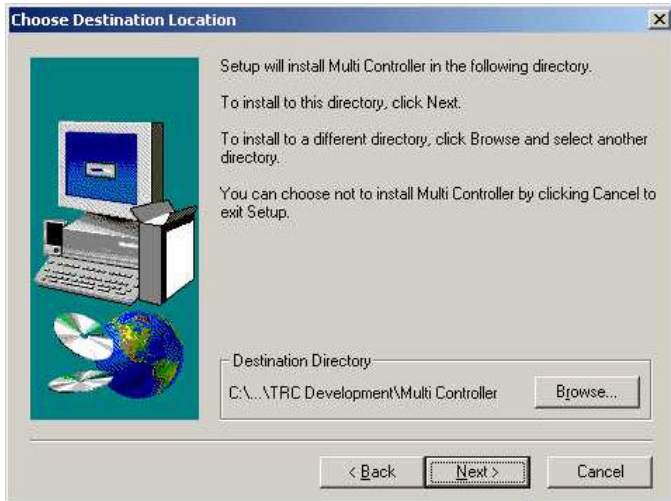 Choose Destination Location
Setup will install Multi Controller in the following directory.
To install to this directory, click Next.
To install to a different directory, click Browse and select another
directory.
You can choose not to install Multi Controller by clicking Cancel to
exit Setup.
Destination Directory
C:\...\TRC Development\Multi Controller
Browse...
< Back
Next >
Cancel